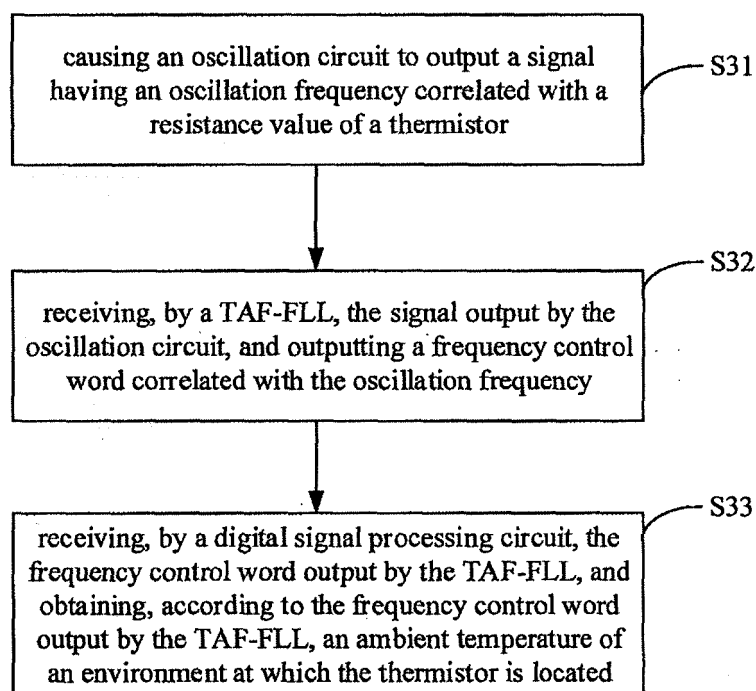 causing an oscillation circuit to output a signal
having an oscillation frequency correlated with a
resistance value of a thermistor
S31
receiving, by a TAF-FLL, the signal output by the
oscillation circuit, and outputting a frequency control
word correlated with the oscillation frequency
S32
receiving, by a digital signal processing circuit, the
frequency control word output by the TAF-FLL, and
obtaining, according to the frequency control word
output by the TAF-FLL, an ambient temperature of
an environment at which the thermistor is located
S33